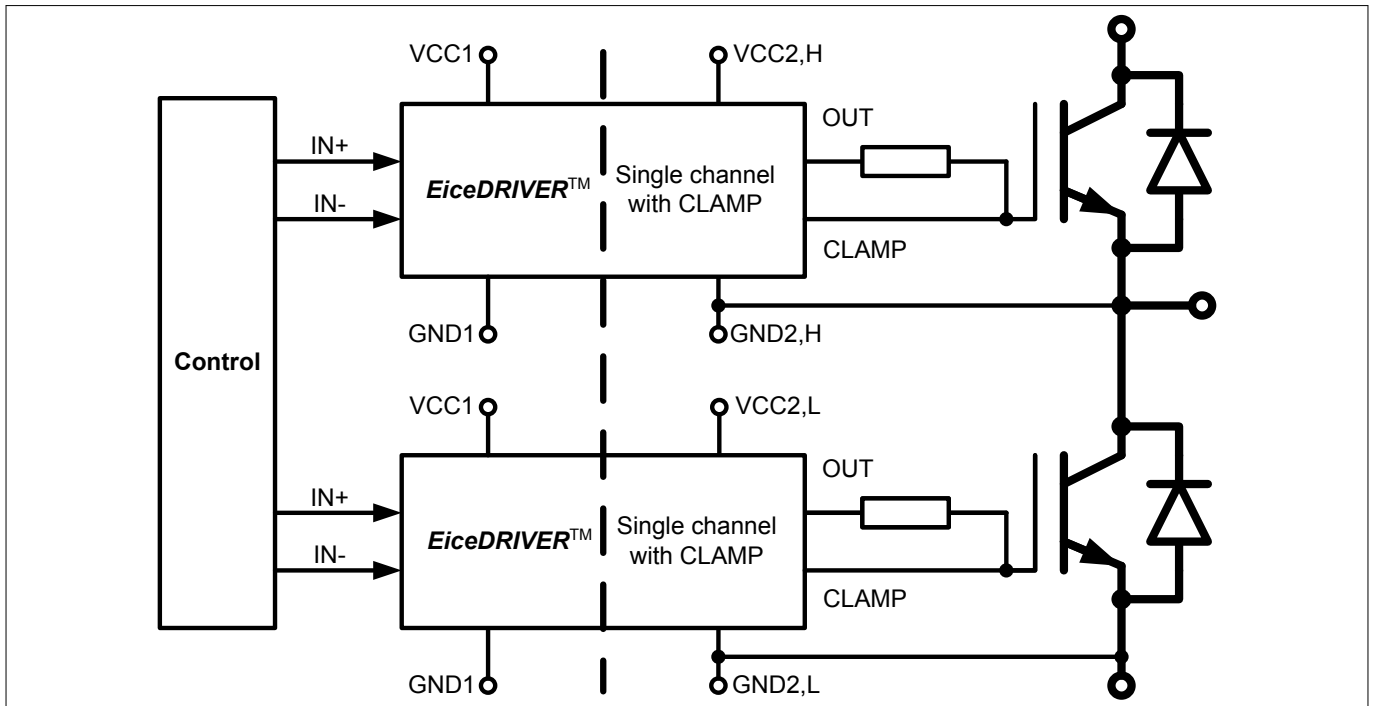 VCC1
VCC2,H
OUT
IN+
EiceDRIVER™
Single channel
with CLAMP
IN-
CLAMP
GND1
GND2,H
Control
VCC1
VCC2,L
OUT
IN+
EiceDRIVER™
Single channel
with CLAMP
IN-
CLAMP
GND1
GND2,L